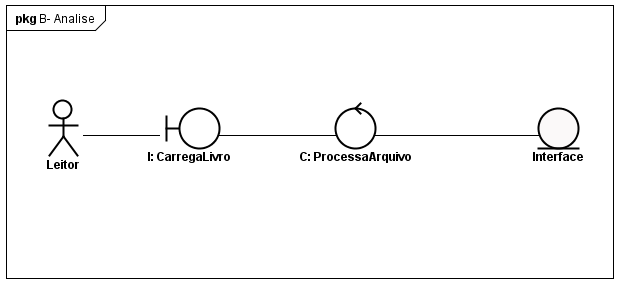 pkg B- Analise
Leitor
I: CarregaLivro
C: ProcessaArquivo
Interface